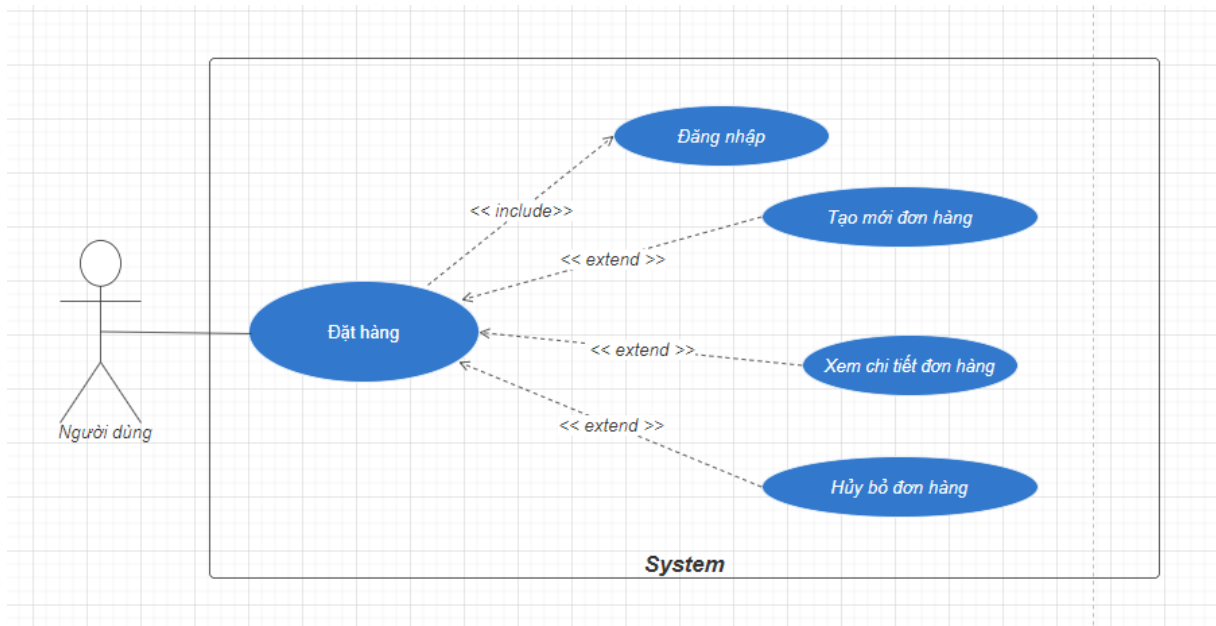 Đăng nhập
<< include>>
Tạo mới đơn hàng
<< extend >>
Đặt hàng
<< extend >>
Xem chi tiết đơn hàng
<< extend >>
Người dùng
Hủy bỏ đơn hàng
System